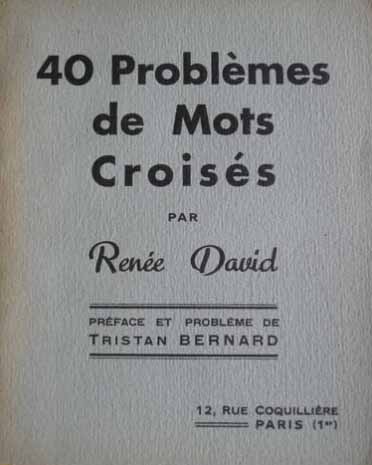 40 Problèmes
de Mots
Croisés
PAR
Renée David
PRÉFACE ET PROBLÈME DE
TRISTAN BERNARD
12, RUE COQUILLIÈRE
PARIS (1er)